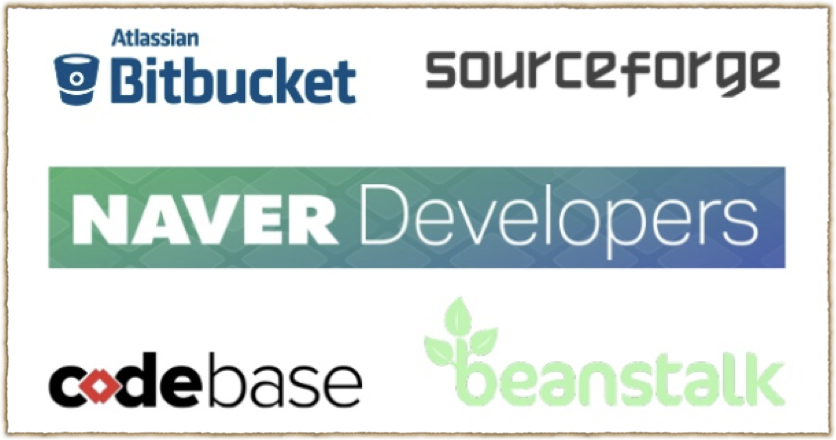 Atlassian
Bitbucket
sourceforge
NAVER Developers
codebase
beanstalk